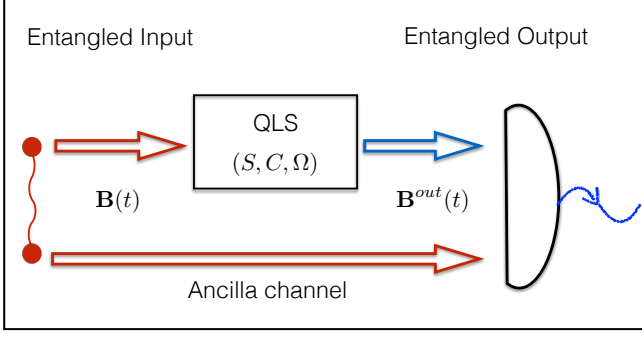 Entangled Input
Entangled Output
QLS
(S, C, Ω)
B(t)
B^{out}(t)
Ancilla channel